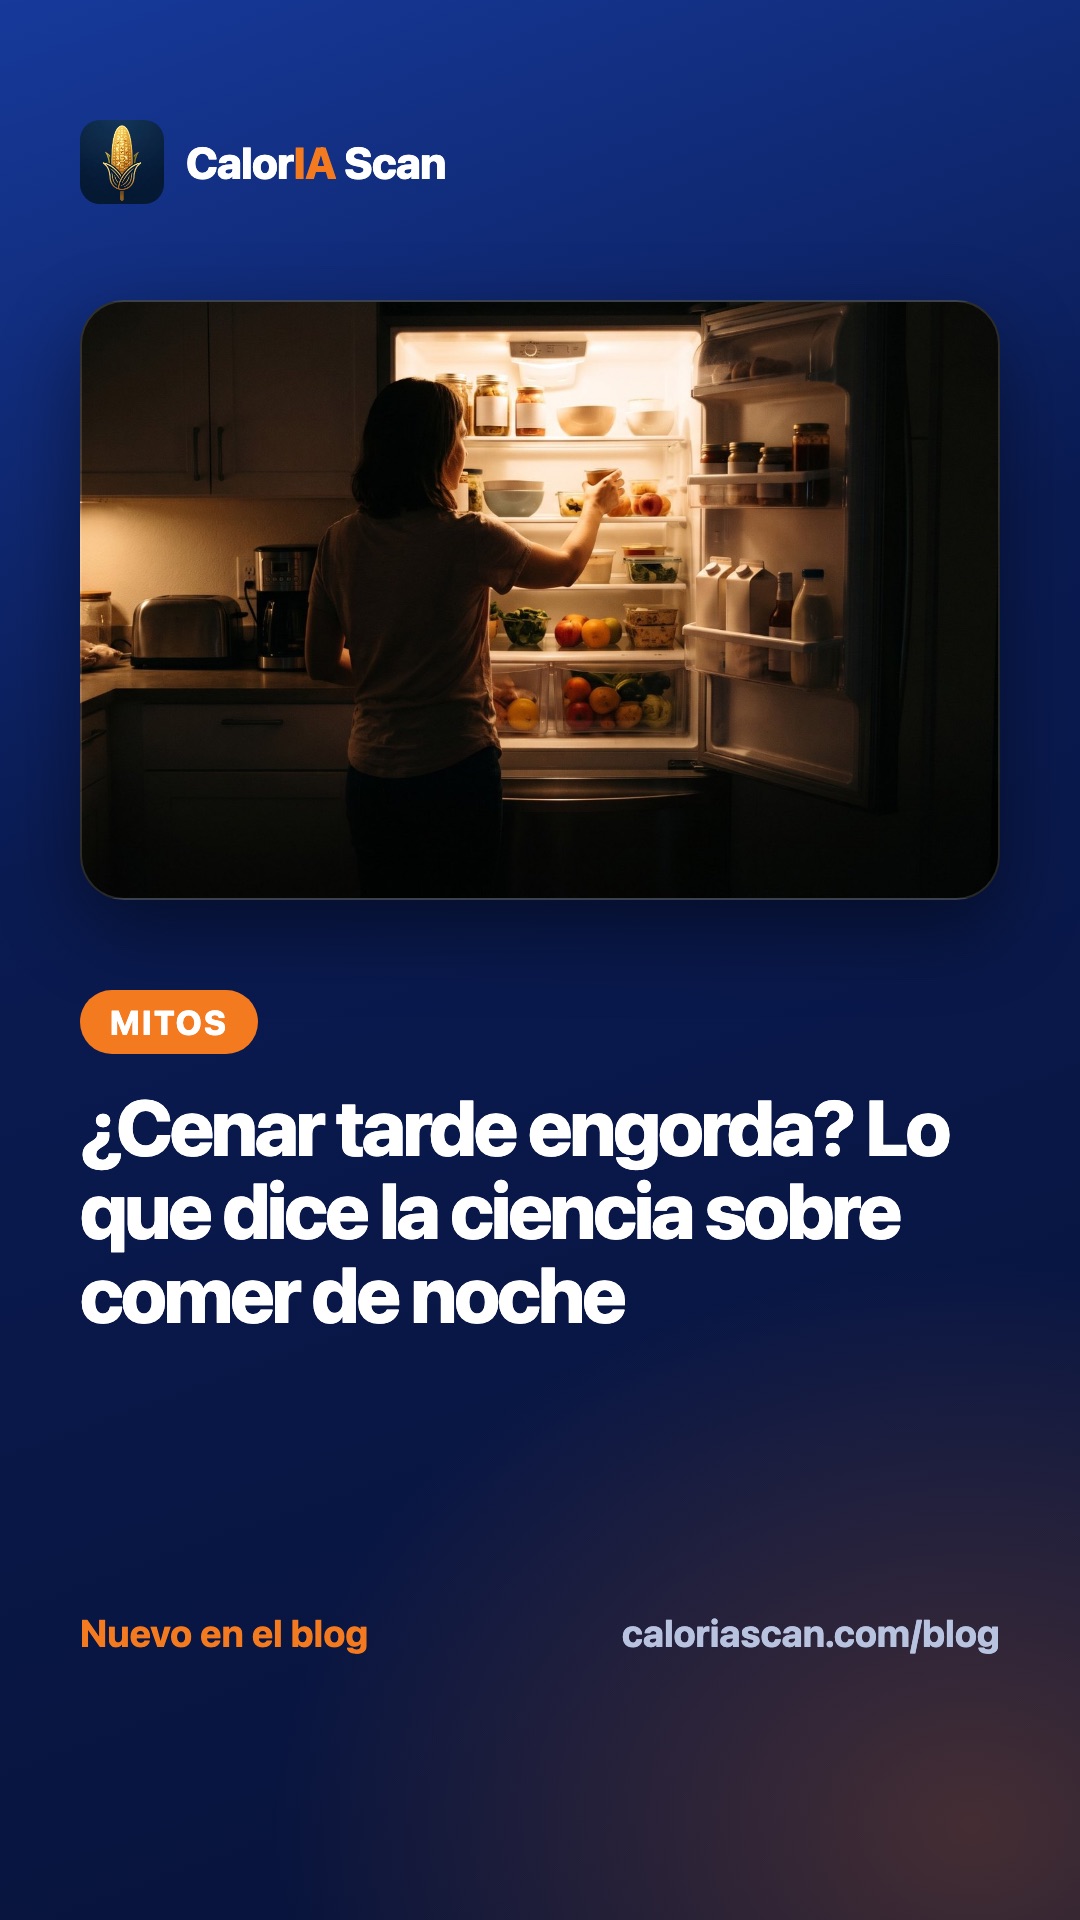 CalorIA Scan
MITOS
¿Cenar tarde engorda? Lo
que dice la ciencia sobre
comer de noche
Nuevo en el blog
caloriascan.com/blog